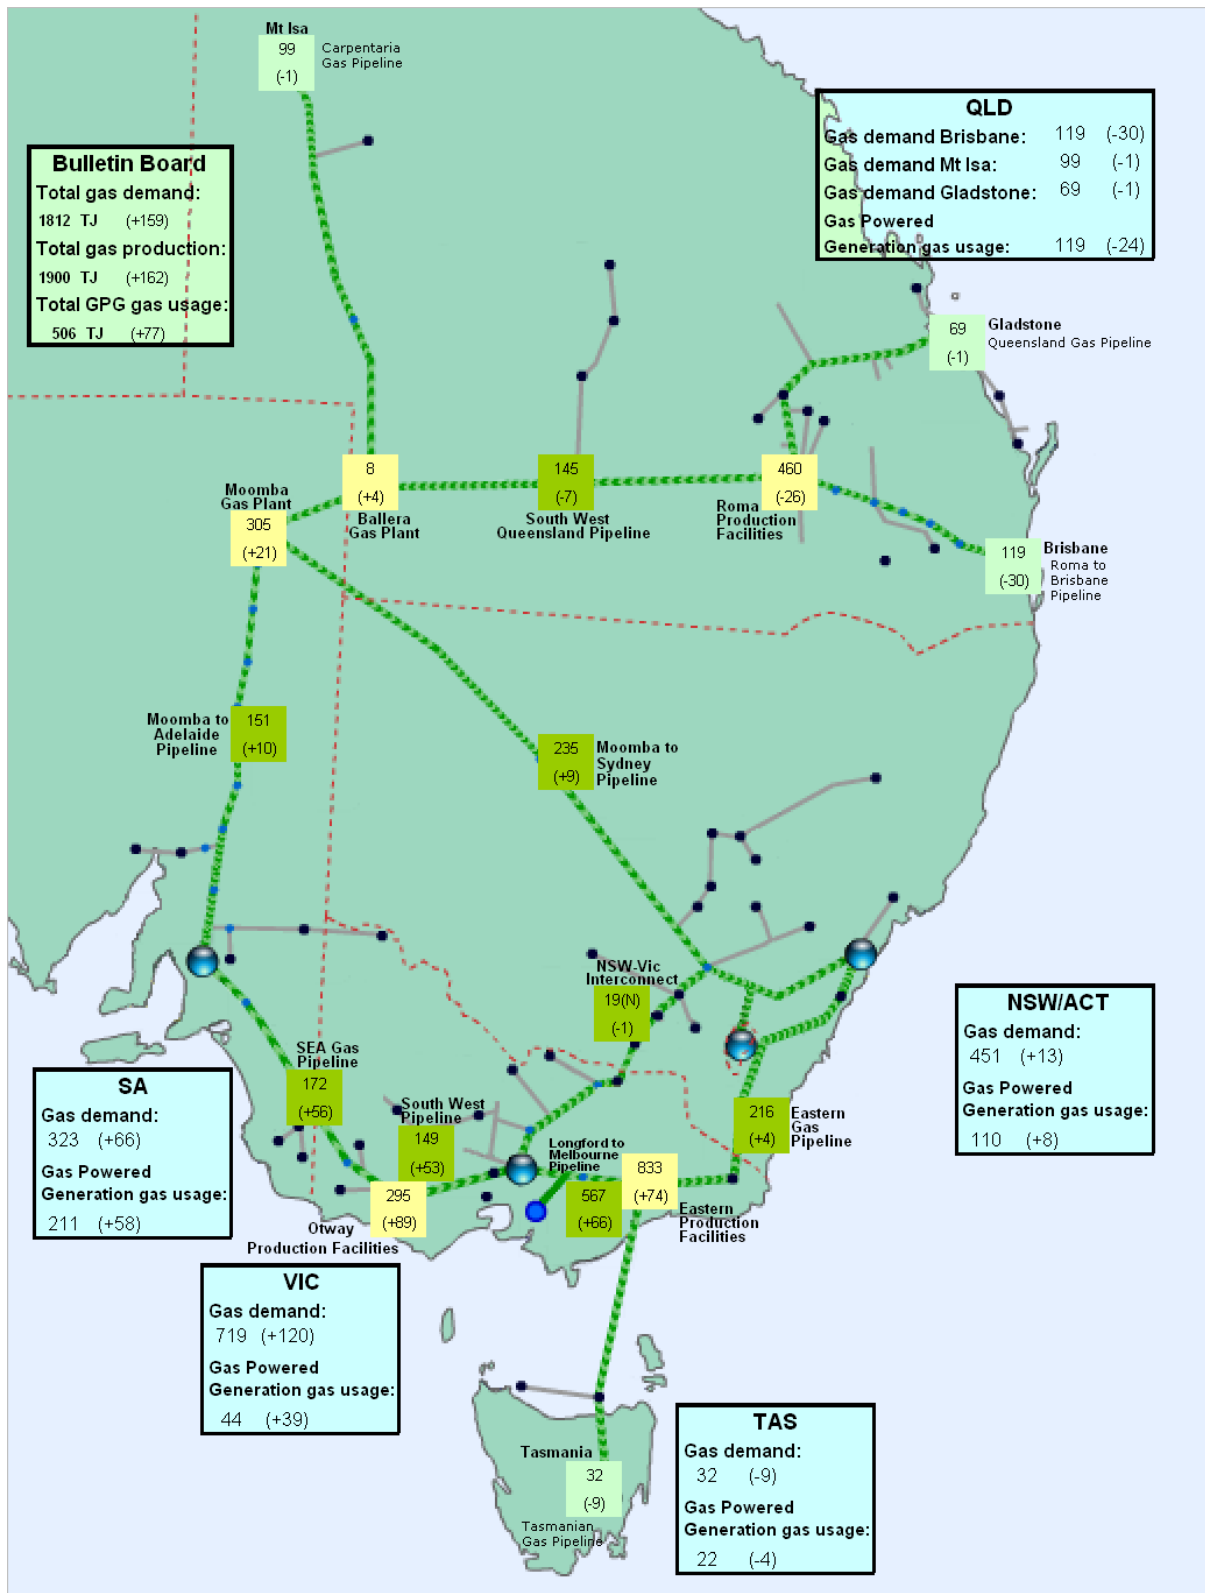 Mt Isa
99
(-1)
Carpentaria
Gas Pipeline
QLD
Gas demand Brisbane: 119 (-30)
Gas demand Mt Isa: 99 (-1)
Gas demand Gladstone: 69 (-1)
Gas Powered
Generation gas usage: 119 (-24)
Bulletin Board
Total gas demand:
1812 TJ (+159)
Total gas production:
1900 TJ (+162)
Total GPG gas usage:
506 TJ (+77)
69
(-1)
Gladstone
Queensland Gas Pipeline
8
(+4)
Ballera
Gas Plant
145
(-7)
South West
Queensland Pipeline
460
(-26)
Roma
Production
Facilities
Moomba
Gas Plant
305
(+21)
119
(-30)
Brisbane
Roma to
Brisbane
Pipeline
Moomba to
Adelaide
Pipeline
151
(+10)
235
(+9)
Moomba to
Sydney
Pipeline
NSW-Vic
Interconnect
19(N)
(-1)
NSW/ACT
Gas demand:
451 (+13)
Gas Powered
Generation gas usage:
110 (+8)
SEA Gas
Pipeline
172
(+56)
SA
Gas demand:
323 (+66)
Gas Powered
Generation gas usage:
211 (+58)
South West
Pipeline
149
(+53)
Longford to
Melbourne
Pipeline
567
(+66)
833
(+74)
Eastern
Production
Facilities
216
(+4)
Eastern
Gas
Pipeline
295
(+89)
Otway
Production Facilities
VIC
Gas demand:
719 (+120)
Gas Powered
Generation gas usage:
44 (+39)
Tasmania
32
(-9)
Tasmanian
Gas Pipeline
TAS
Gas demand:
32 (-9)
Gas Powered
Generation gas usage:
22 (-4)